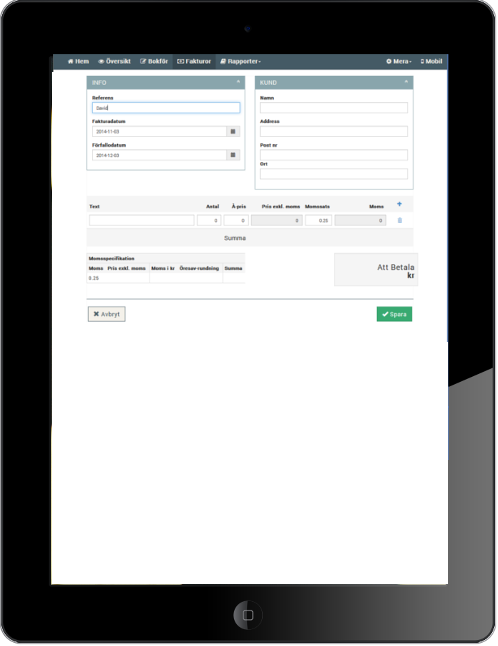 Hem Översikt Bokför Fakturor Rapporter Mera Mobil
INFO KUND
Referens Namn
David
Fakturadatum Address
2014-11-03
Förfallodatum Post nr
2014-12-03
Ort
Text Antal À-pris Pris exkl. moms Momssats Moms
0 0 0 0.25 0
Summa
Momsspecifikation
Moms Pris exkl. moms Moms i kr Öresav-rundning Summa
0.25
Att Betala
kr
Avbryt Spara